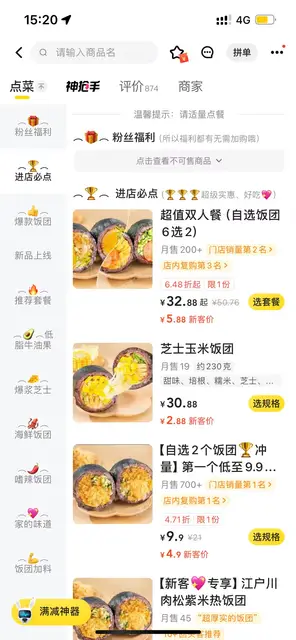 15:20
4G
请输入商品名
拼单
点菜
神抢手
评价874
商家
温馨提示：请适量点餐
粉丝福利
进店必点
爆款饭团
新品上线
推荐套餐
低脂牛油果
爆浆芝士
海鲜饭团
嗜辣饭团
家的味道
饭团加料
满减神器
粉丝福利 (所以福利都有无需加购哦)
点击查看不可售商品
进店必点 (超级实惠、好吃
超值双人餐（自选饭团6选2）
月售 200+ 门店销量第2名
店内复购第3名
6.48折起 限1份
¥32.88 起 ¥50.76 选套餐
¥5.88 新客价
芝士玉米饭团
月售 19 约230克
甜味、培根、糯米、芝士、...
¥30.88 选规格
¥2.88 新客价
【自选2个饭团冲量】第一个低至9.9...
月售 700+ 门店销量第1名
店内复购第1名
4.71折 限1份
¥9.9 ¥21 选规格
¥4.9 新客价
【新客专享】江户川肉松紫米热饭团
月售 45 “超厚实的饭团”